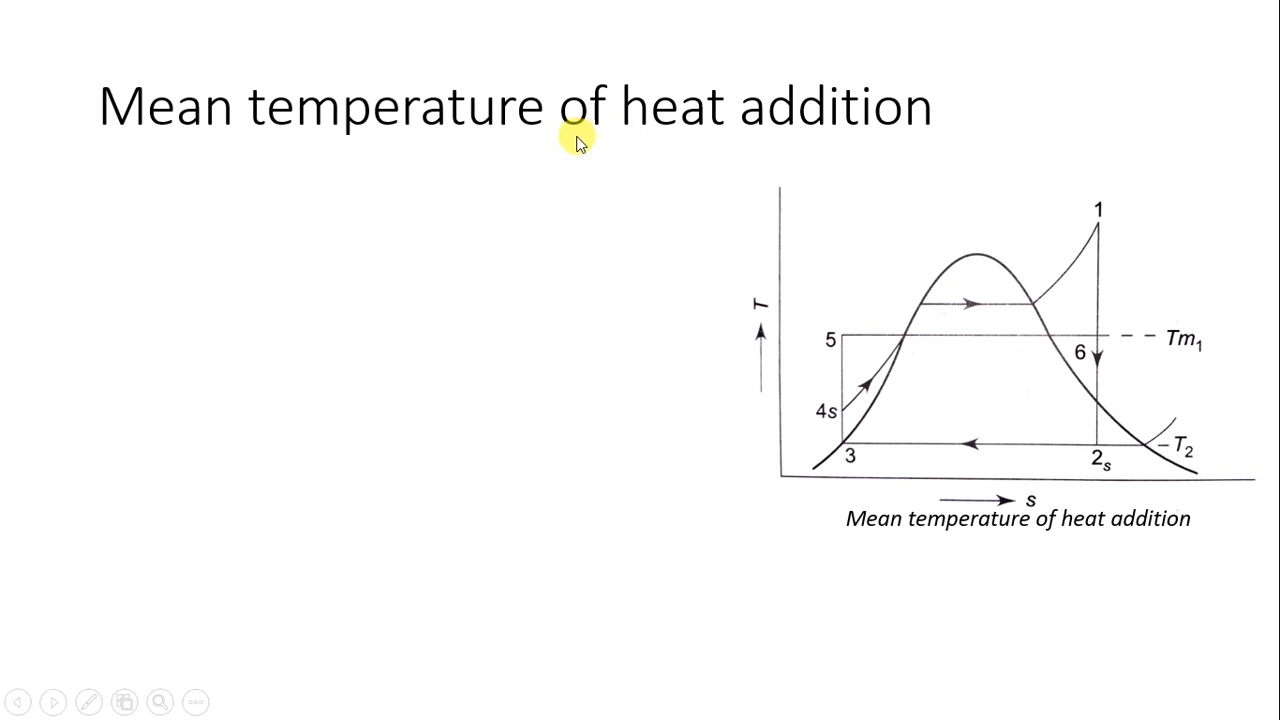 Mean temperature of heat addition
1
T
5
Tm₁
6
4s
3
2ₛ
T₂
s
Mean temperature of heat addition